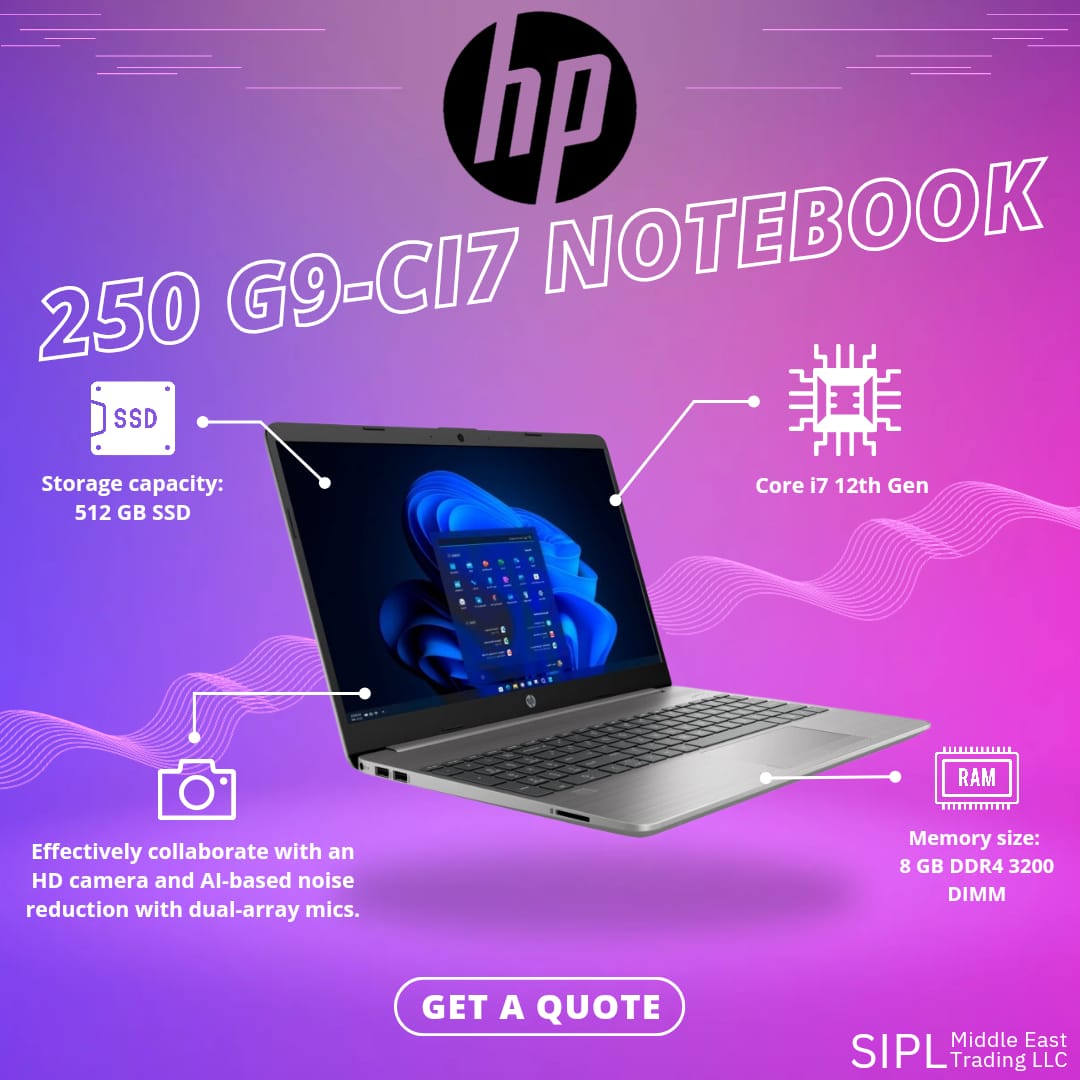 hp
250 G9-CI7 NOTEBOOK
SSD
Storage capacity:
512 GB SSD
Core i7 12th Gen
Effectively collaborate with an
HD camera and AI-based noise
reduction with dual-array mics.
RAM
Memory size:
8 GB DDR4 3200
DIMM
GET A QUOTE
SIPL Middle East
Trading LLC